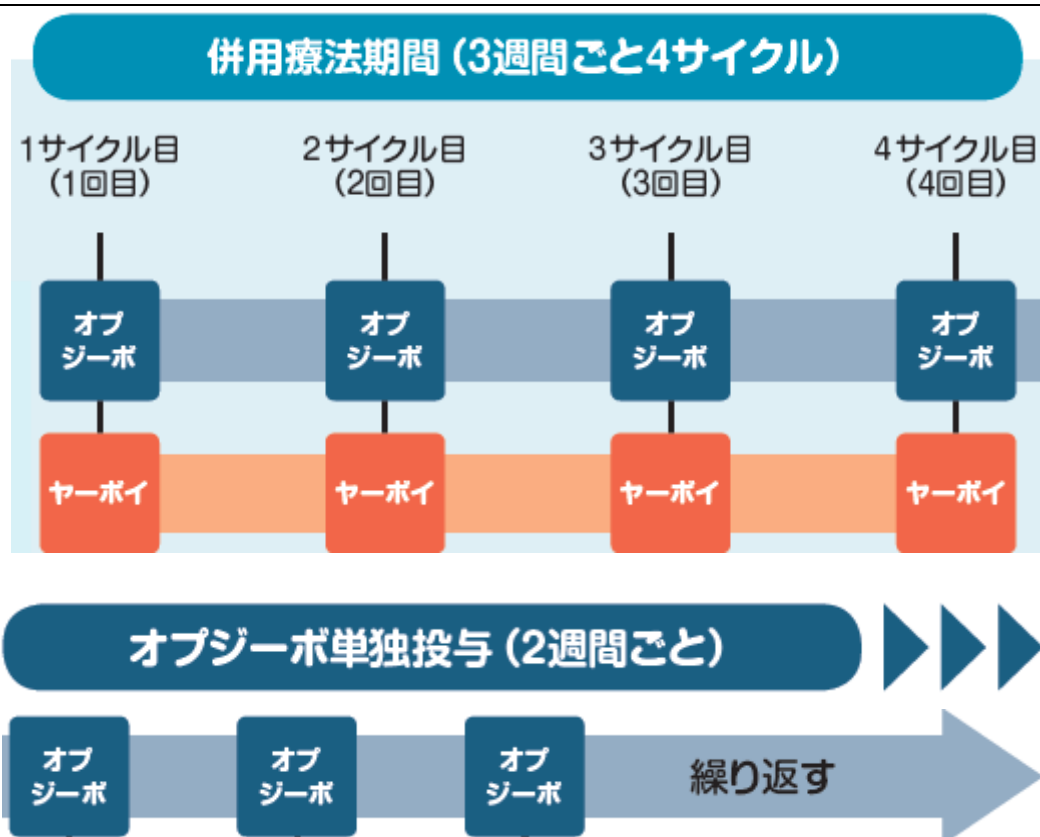 併用療法期間（3週間ごと4サイクル）
1サイクル目
（1回目）
2サイクル目
（2回目）
3サイクル目
（3回目）
4サイクル目
（4回目）
オプ
ジーボ
オプ
ジーボ
オプ
ジーボ
オプ
ジーボ
ヤーボイ
ヤーボイ
ヤーボイ
ヤーボイ
オプジーボ単独投与（2週間ごと）
オプ
ジーボ
オプ
ジーボ
オプ
ジーボ
繰り返す